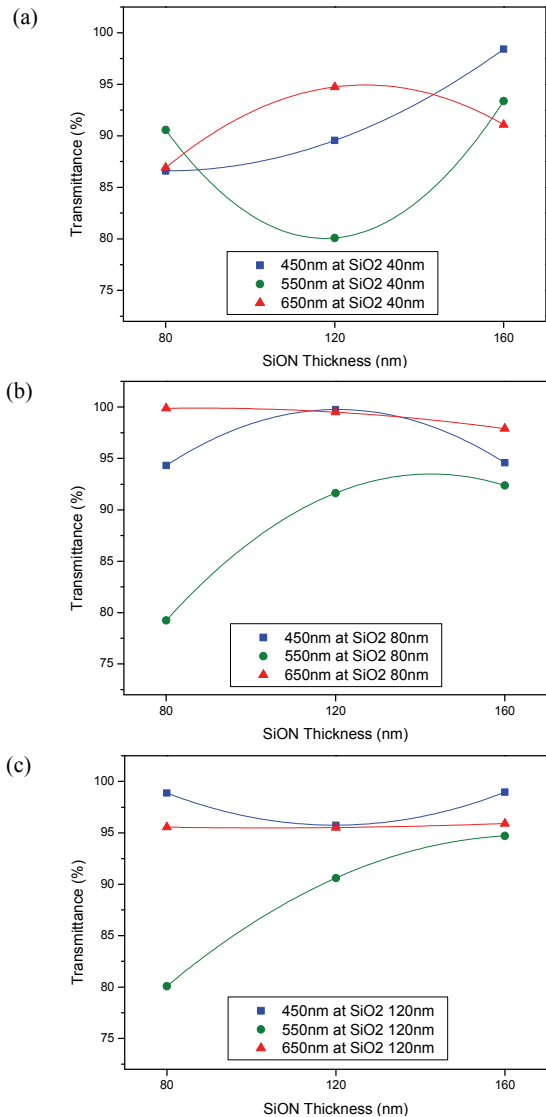 (a)
100
95
90
85
80
75
Transmittance (%)
450nm at SiO2 40nm
550nm at SiO2 40nm
650nm at SiO2 40nm
80 120 160
SiON Thickness (nm)
(b)
100
95
90
85
80
75
Transmittance (%)
450nm at SiO2 80nm
550nm at SiO2 80nm
650nm at SiO2 80nm
80 120 160
SiON Thickness (nm)
(c)
100
95
90
85
80
75
Transmittance (%)
450nm at SiO2 120nm
550nm at SiO2 120nm
650nm at SiO2 120nm
80 120 160
SiON Thickness (nm)